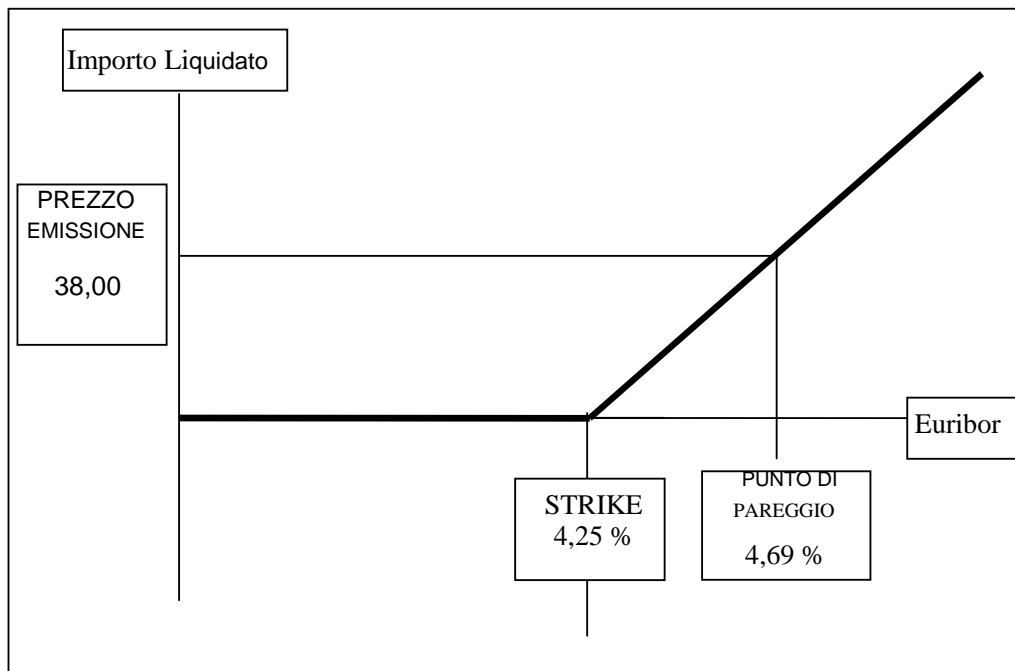 Importo Liquidato
PREZZO
EMISSIONE
38,00
Euribor
STRIKE
4,25 %
PUNTO DI
PAREGGIO
4,69 %